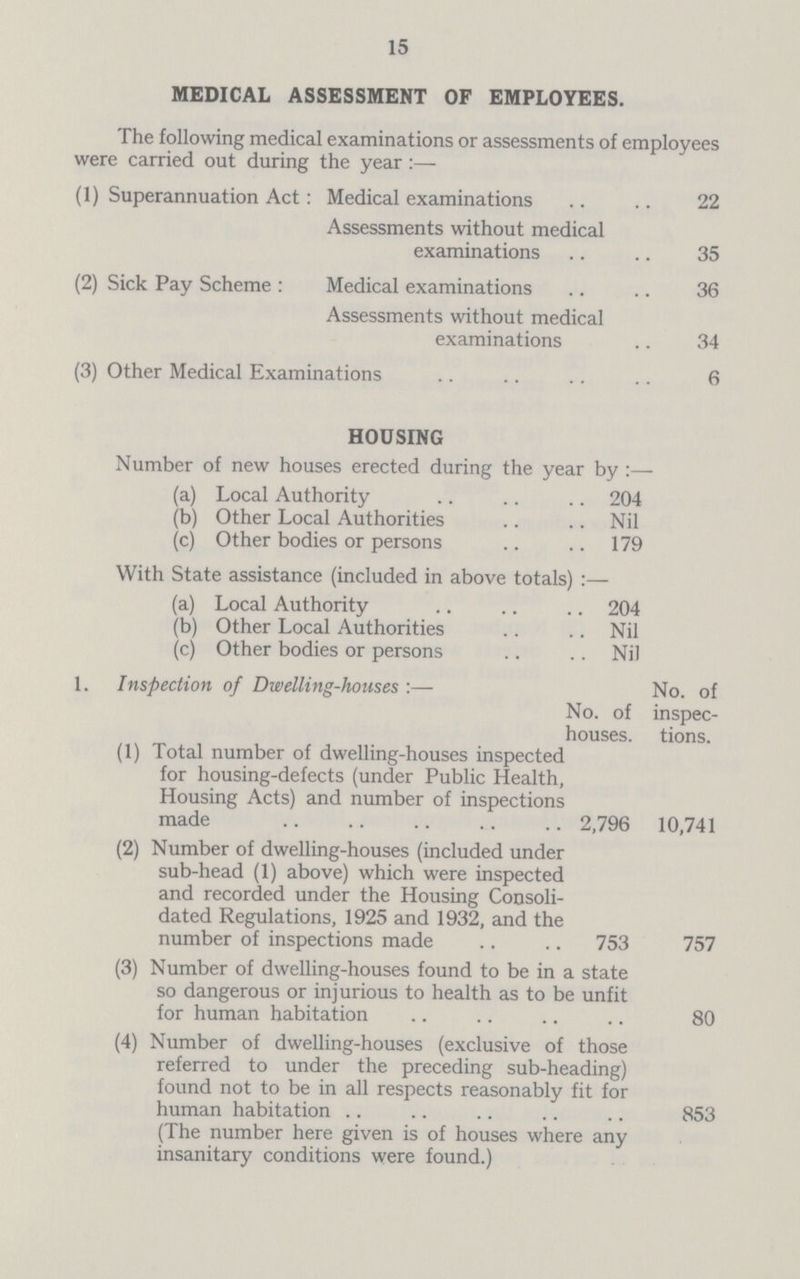 15
MEDICAL ASSESSMENT OF EMPLOYEES.
The following medical examinations or assessments of employees
were carried out during the year :—
(1) Superannuation Act : Medical examinations .. .. 22
Assessments without medical
examinations .. .. 35
(2) Sick Pay Scheme : Medical examinations .. .. 36
Assessments without medical
examinations .. 34
(3) Other Medical Examinations .. .. .. .. 6
HOUSING
Number of new houses erected during the year by :—
(a) Local Authority .. .. .. 204
(b) Other Local Authorities .. .. Nil
(c) Other bodies or persons .. .. 179
With State assistance (included in above totals) :—
(a) Local Authority .. .. .. 204
(b) Other Local Authorities .. .. Nil
(c) Other bodies or persons .. .. Nil
1. Inspection of Dwelling-houses :— No. of
No. of inspec-
houses. tions.
(1) Total number of dwelling-houses inspected
for housing-defects (under Public Health,
Housing Acts) and number of inspections
made .. .. .. .. .. 2,796 10,741
(2) Number of dwelling-houses (included under
sub-head (1) above) which were inspected
and recorded under the Housing Consoli-
dated Regulations, 1925 and 1932, and the
number of inspections made .. .. 753 757
(3) Number of dwelling-houses found to be in a state
so dangerous or injurious to health as to be unfit
for human habitation .. .. .. .. 80
(4) Number of dwelling-houses (exclusive of those
referred to under the preceding sub-heading)
found not to be in all respects reasonably fit for
human habitation .. .. .. .. .. 853
(The number here given is of houses where any
insanitary conditions were found.)